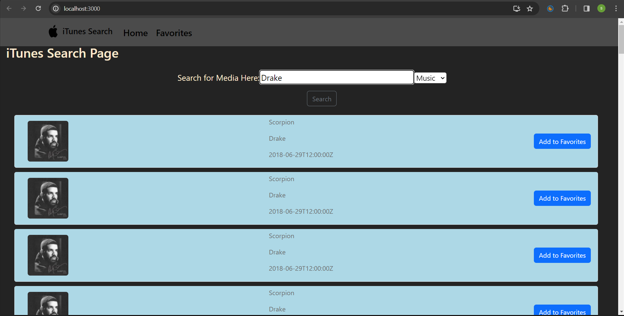 localhost:3000
iTunes Search Home Favorites
iTunes Search Page
Search for Media Here: Drake Music
Search
Scorpion
Drake
2018-06-29T12:00:00Z
Add to Favorites
Scorpion
Drake
2018-06-29T12:00:00Z
Add to Favorites
Scorpion
Drake
2018-06-29T12:00:00Z
Add to Favorites
Scorpion
Drake
Add to Favorites